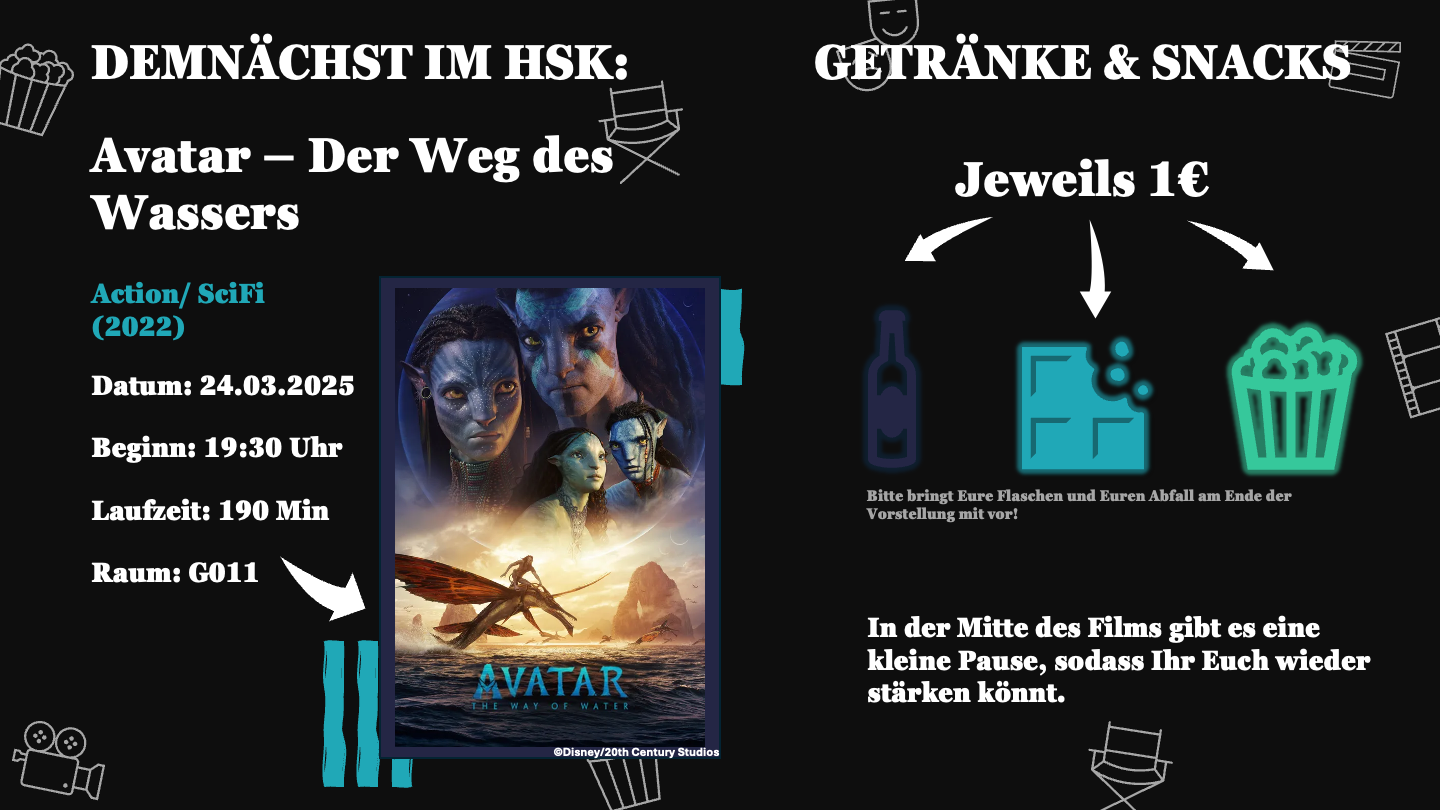 DEMNÄCHST IM HSK:
Avatar – Der Weg des
Wassers
Action/ SciFi
(2022)
Datum: 24.03.2025
Beginn: 19:30 Uhr
Laufzeit: 190 Min
Raum: G011
AVATAR
THE WAY OF WATER
©Disney/20th Century Studios
GETRÄNKE & SNACKS
Jeweils 1€
Bitte bringt Eure Flaschen und Euren Abfall am Ende der
Vorstellung mit vor!
In der Mitte des Films gibt es eine
kleine Pause, sodass Ihr Euch wieder
stärken könnt.